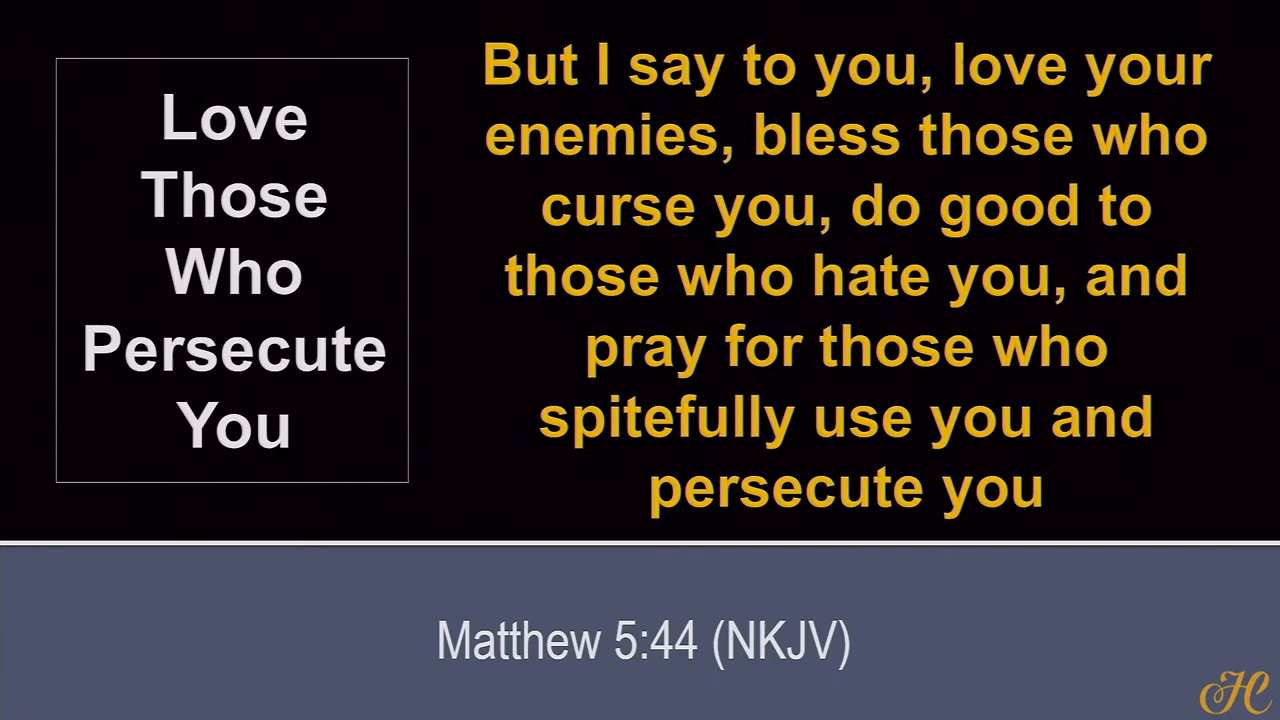 Love
Those
Who
Persecute
You
But I say to you, love your
enemies, bless those who
curse you, do good to
those who hate you, and
pray for those who
spitefully use you and
persecute you
Matthew 5:44 (NKJV)